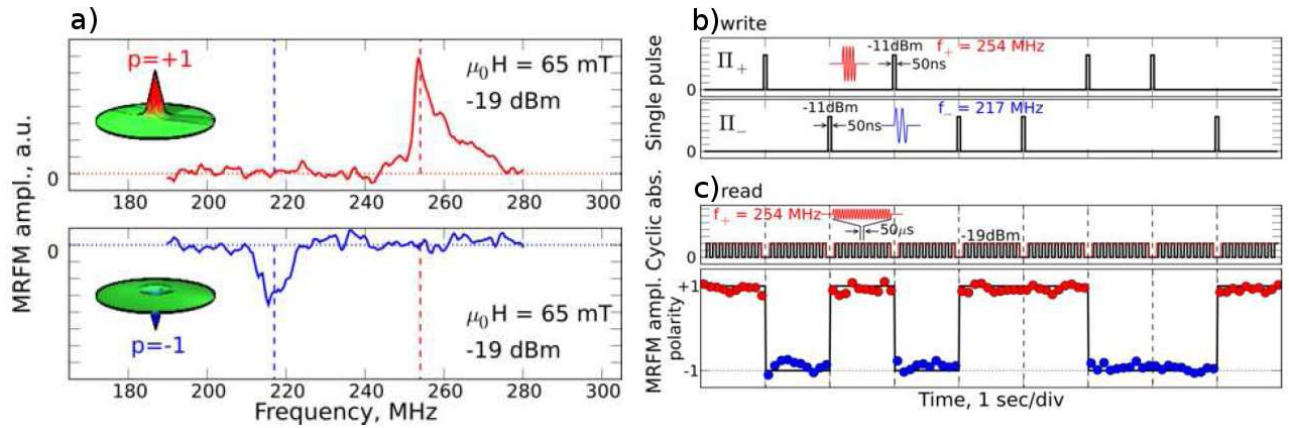 a)
MRFM ampl., a.u.
p=+1
μ₀H = 65 mT
-19 dBm
0
180 200 220 240 260 280 300
0
p=-1
μ₀H = 65 mT
-19 dBm
180 200 220 240 260 280 300
Frequency, MHz
b) write
Single pulse
Π₊
-11dBm
50ns
f₊ = 254 MHz
0
Π₋
-11dBm
50ns
f₋ = 217 MHz
0
c) read
Cyclic abs.
f₊ = 254 MHz
50μs
-19dBm
0
MRFM ampl.
polarity
+1
-1
Time, 1 sec/div